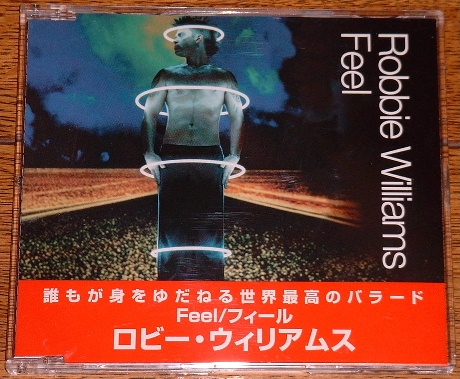 Robbie Williams
Feel
誰もが身をゆだねる世界最高のバラード
Feel/フィール
ロビー・ウィリアムス